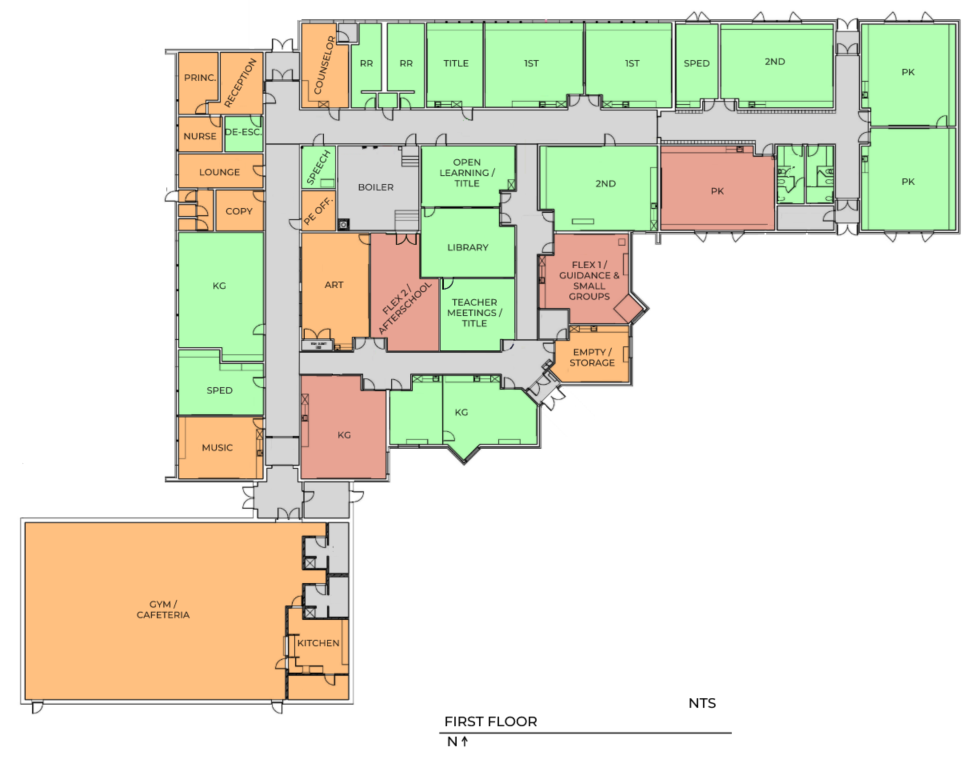 COUNSELOR
RR
RR
TITLE
1ST
1ST
SPED
2ND
PK
PRINC.
RECEPTION
NURSE
DE-ESC.
LOUNGE
COPY
SPEECH
PE OFF.
BOILER
OPEN
LEARNING /
TITLE
2ND
PK
PK
KG
ART
FLEX 2 /
AFTERSCHOOL
LIBRARY
TEACHER
MEETINGS /
TITLE
FLEX 1 /
GUIDANCE &
SMALL
GROUPS
EMPTY /
STORAGE
SPED
MUSIC
KG
KG
GYM /
CAFETERIA
KITCHEN
NTS
FIRST FLOOR
N